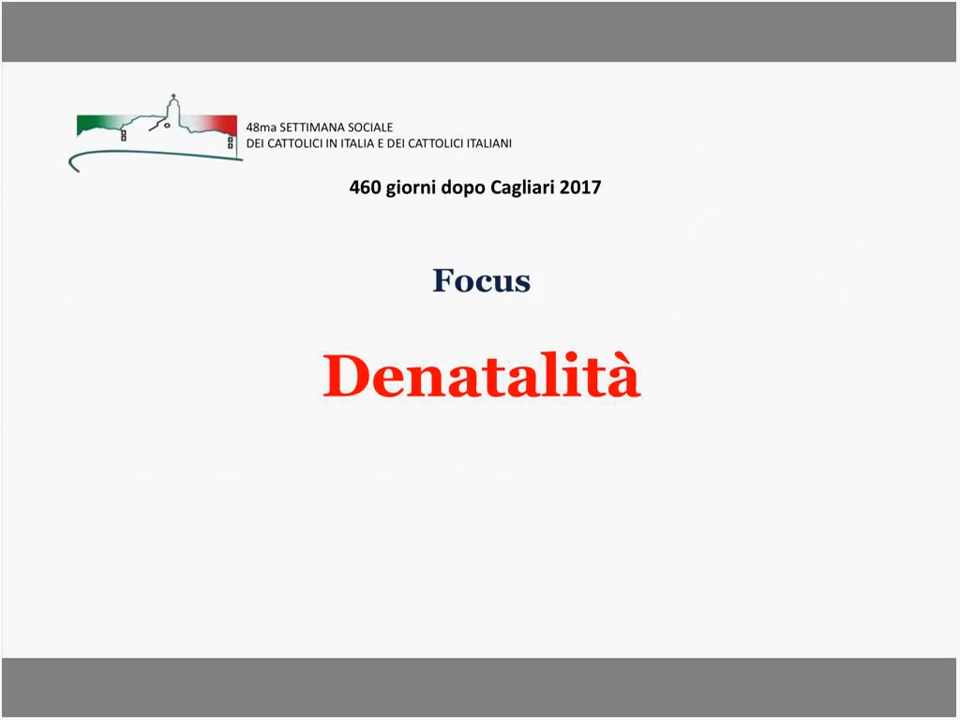 48ma SETTIMANA SOCIALE
DEI CATTOLICI IN ITALIA E DEI CATTOLICI ITALIANI
460 giorni dopo Cagliari 2017
Focus
Denatalità